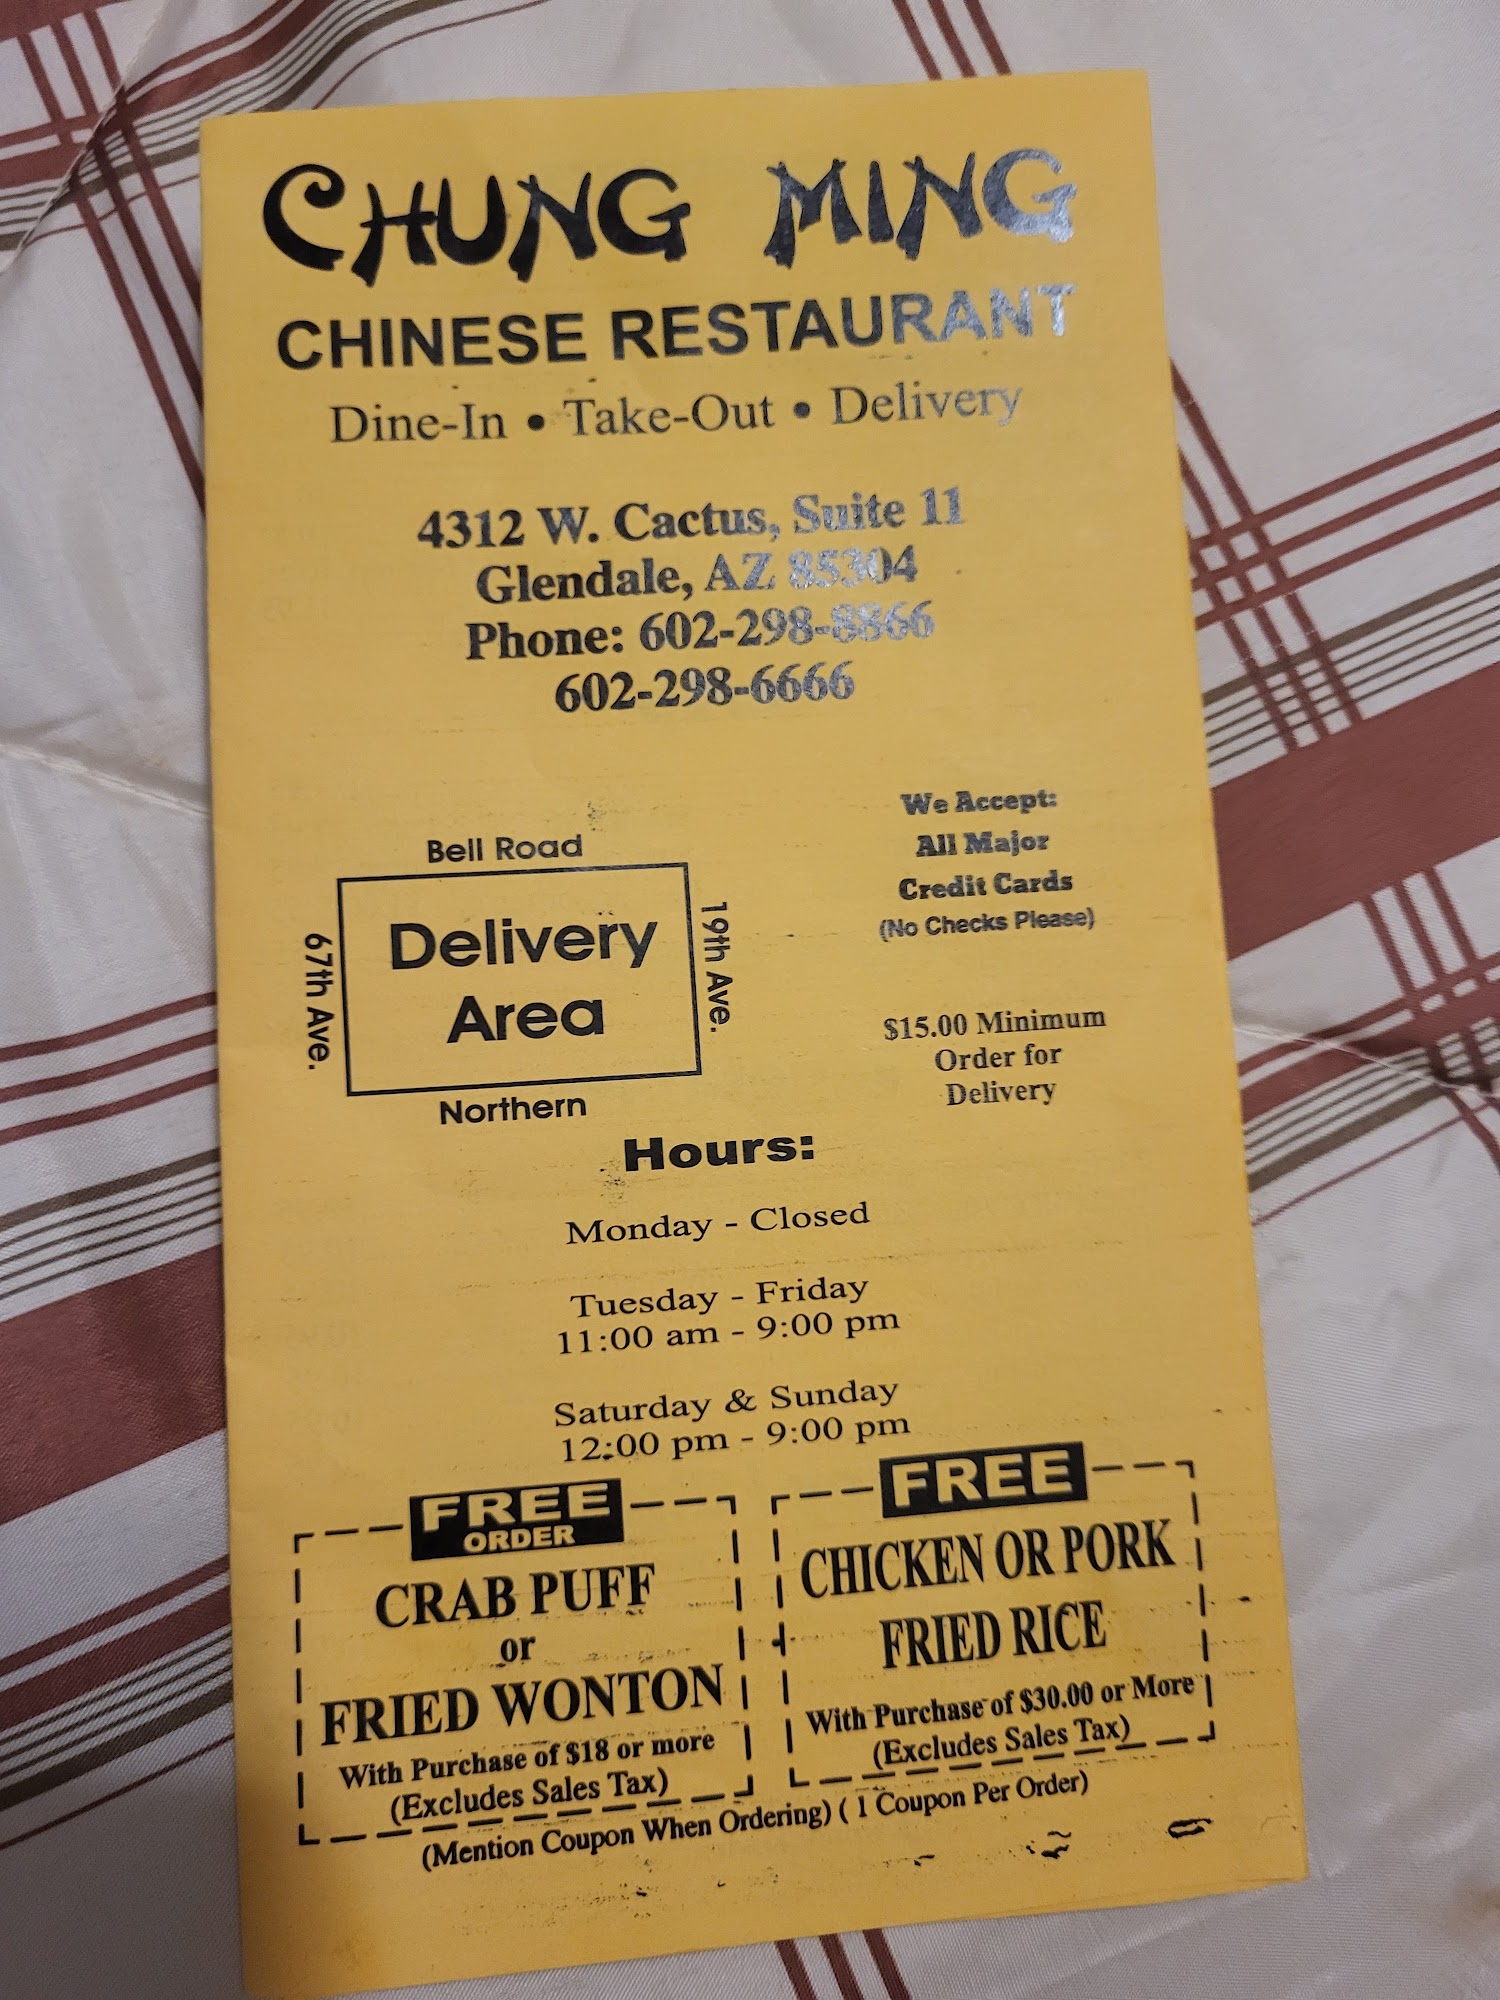 CHUNG MING
CHINESE RESTAURANT
Dine-In • Take-Out • Delivery
4312 W. Cactus, Suite 11
Glendale, AZ 85304
Phone: 602-298-8866
602-298-6666
We Accept:
All Major
Credit Cards
(No Checks Please)
$15.00 Minimum
Order for
Delivery
Bell Road
67th Ave.
Delivery
Area
19th Ave.
Northern
Hours:
Monday - Closed
Tuesday - Friday
11:00 am - 9:00 pm
Saturday & Sunday
12:00 pm - 9:00 pm
FREE
ORDER
CRAB PUFF
or
FRIED WONTON
With Purchase of $18 or more
(Excludes Sales Tax)
FREE
CHICKEN OR PORK
FRIED RICE
With Purchase of $30.00 or More
(Excludes Sales Tax)
(Mention Coupon When Ordering) ( 1 Coupon Per Order)